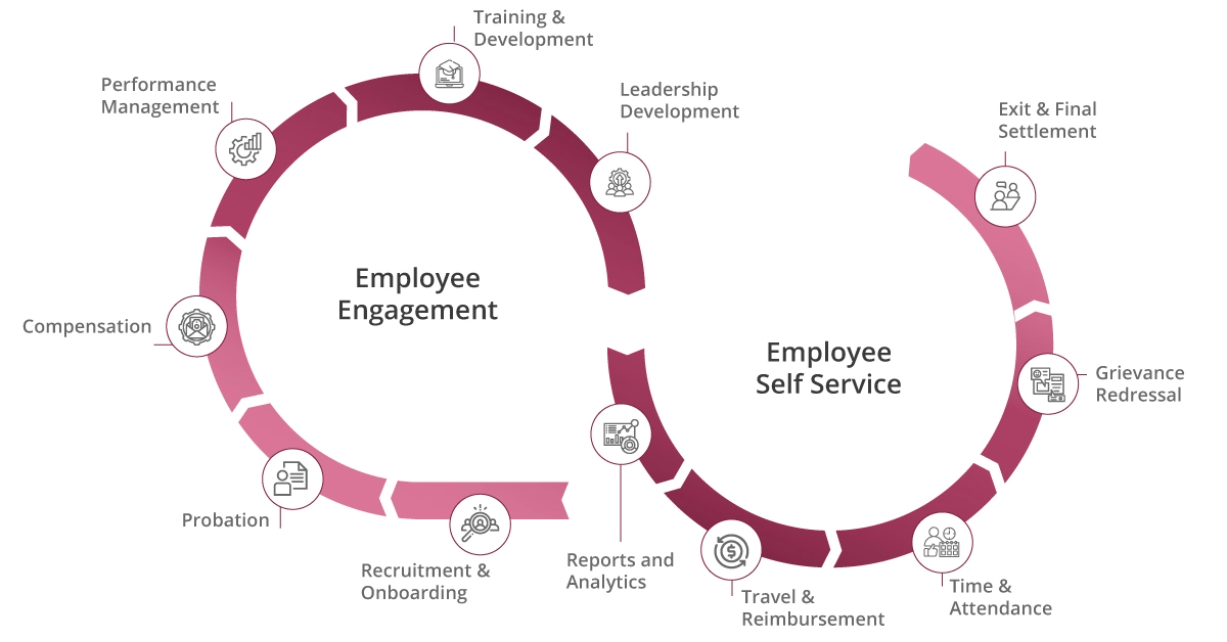 Training &
Development
Performance
Management
Leadership
Development
Exit & Final
Settlement
Employee
Engagement
Compensation
Employee
Self Service
Grievance
Redressal
Probation
Recruitment &
Onboarding
Reports and
Analytics
Travel &
Reimbursement
Time &
Attendance